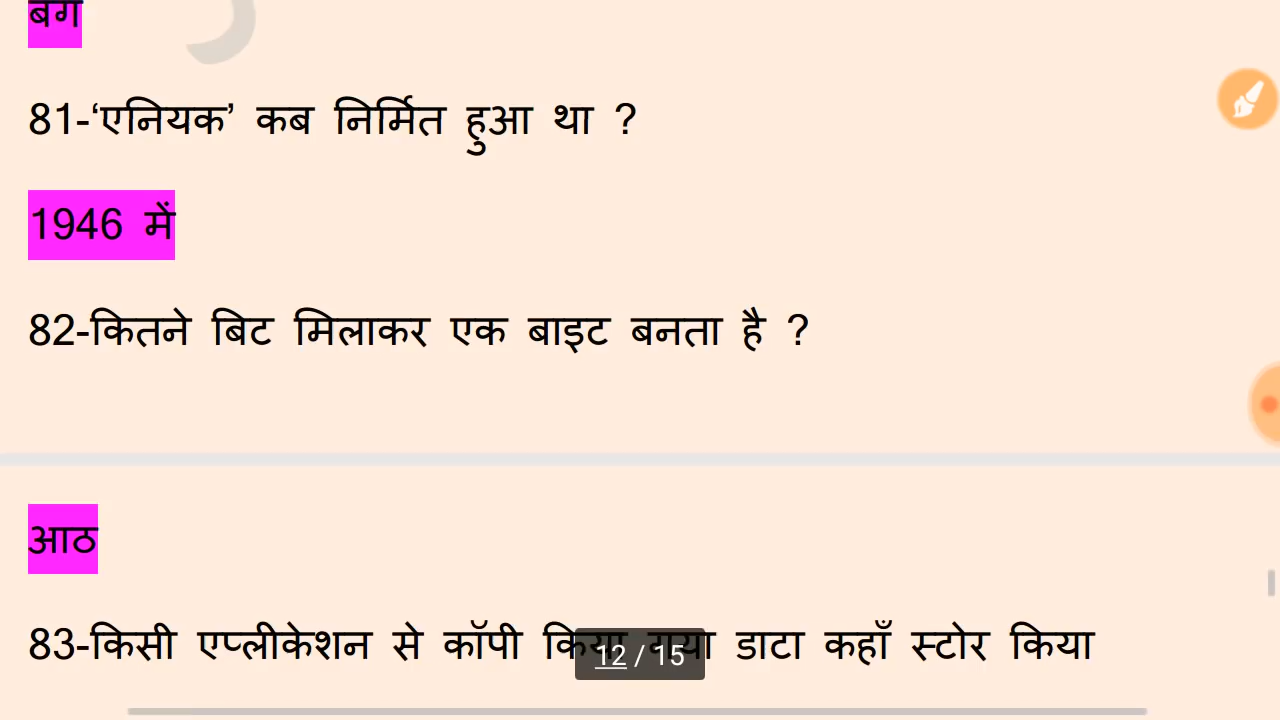 बग
81-‘एनियक’ कब निर्मित हुआ था ?
1946 में
82-कितने बिट मिलाकर एक बाइट बनता है ?
आठ
83-किसी एप्लीकेशन से कॉपी किया गया डाटा कहाँ स्टोर किया
12 / 15